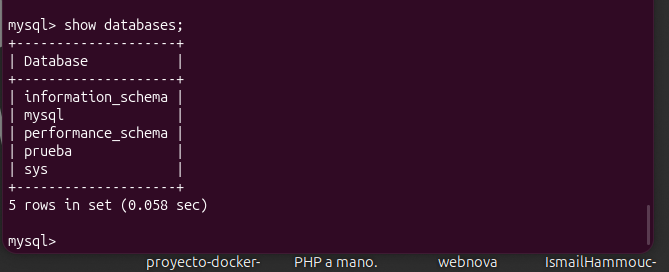 mysql> show databases;
+--------------------+
| Database           |
+--------------------+
| information_schema |
| mysql              |
| performance_schema |
| prueba             |
| sys                |
+--------------------+
5 rows in set (0.058 sec)
mysql>
proyecto-docker- PHP a mano. webnova IsmailHammouc-